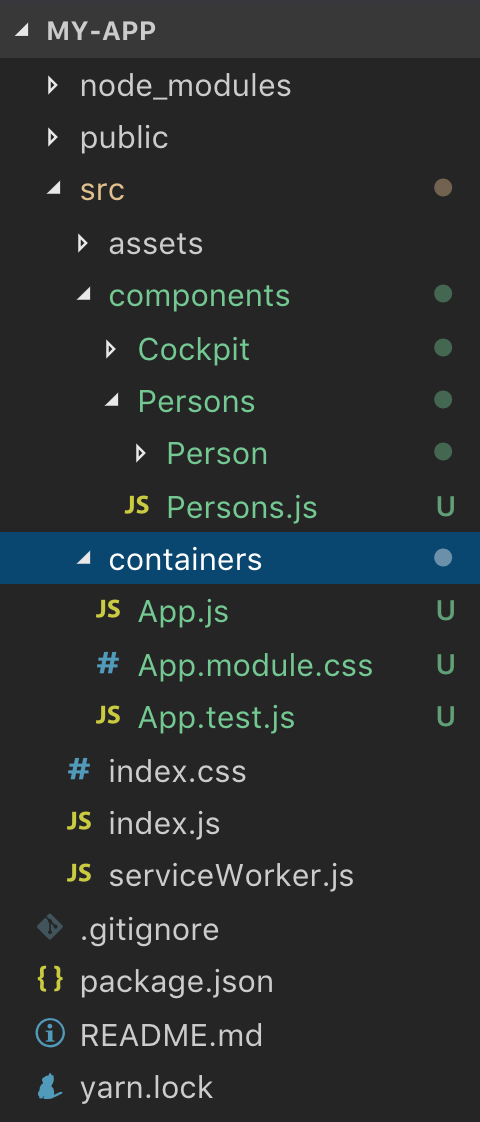 MY-APP
node_modules
public
src
assets
components
Cockpit
Persons
Person
JS Persons.js U
containers
JS App.js U
# App.module.css U
JS App.test.js U
# index.css
JS index.js
JS serviceWorker.js
.gitignore
{ } package.json
README.md
yarn.lock